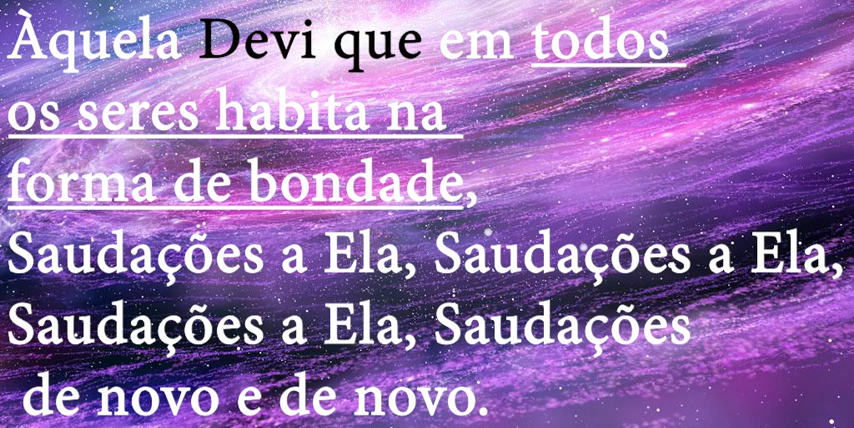 Àquela Devi que em todos
os seres habita na
forma de bondade,
Saudações a Ela, Saudações a Ela,
Saudações a Ela, Saudações
de novo e de novo.